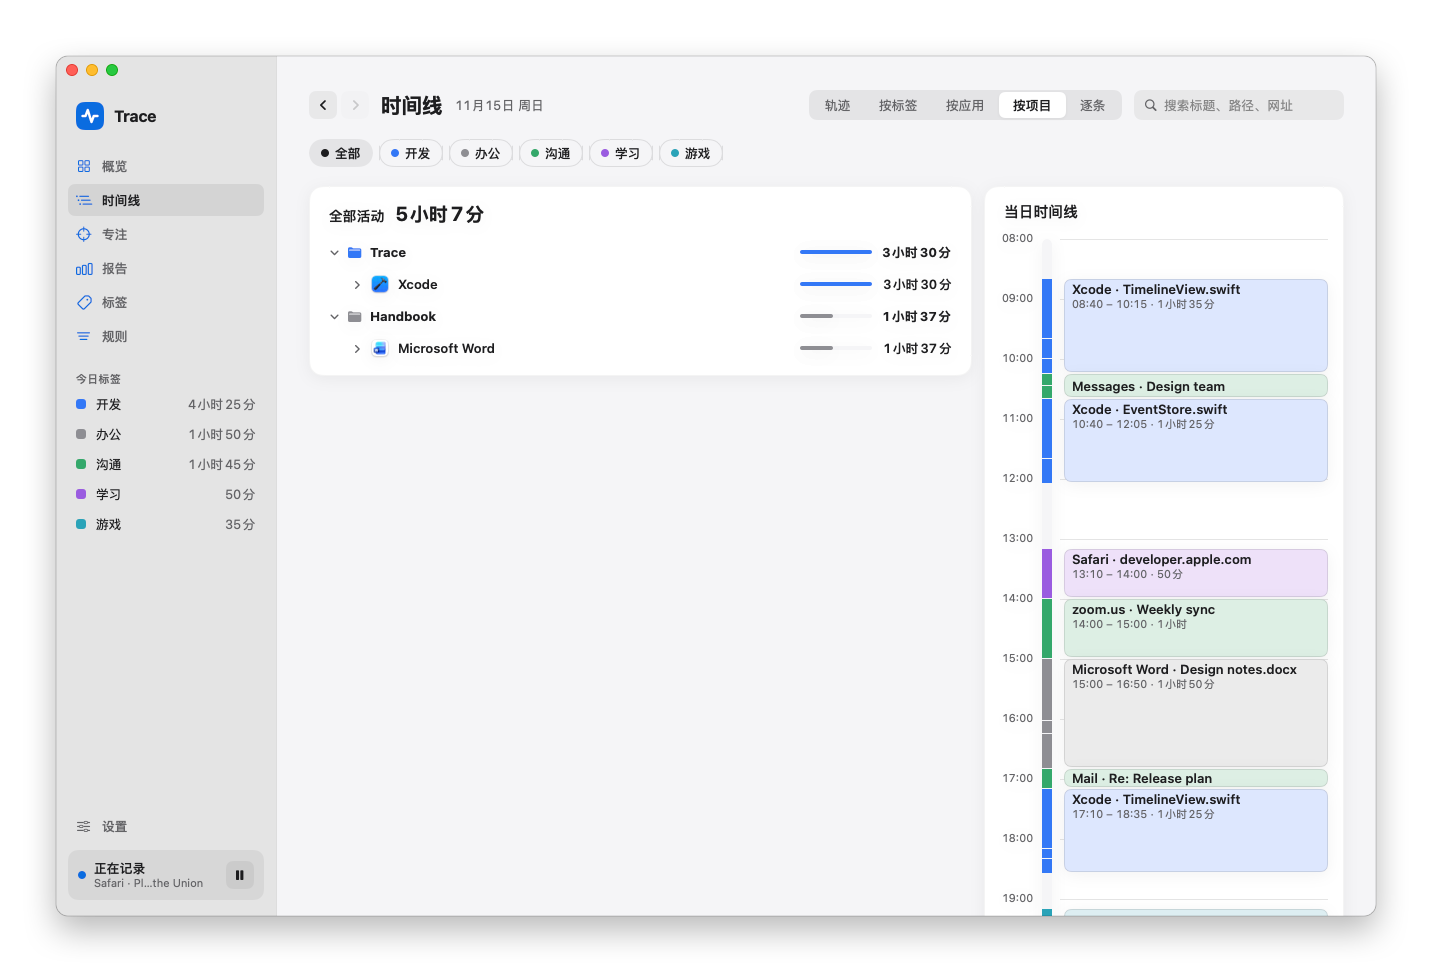 Trace
概览
时间线
专注
报告
标签
规则
今日标签
开发 4小时25分
办公 1小时50分
沟通 1小时45分
学习 50分
游戏 35分
设置
正在记录
Safari · Pl...the Union
时间线 11月15日 周日
轨迹 按标签 按应用 按项目 逐条
搜索标题、路径、网址
全部 开发 办公 沟通 学习 游戏
全部活动 5小时7分
Trace 3小时30分
Xcode 3小时30分
Handbook 1小时37分
Microsoft Word 1小时37分
当日时间线
08:00
Xcode · TimelineView.swift
09:00 08:40 – 10:15 · 1小时35分
10:00
Messages · Design team
Xcode · EventStore.swift
11:00 10:40 – 12:05 · 1小时25分
12:00
13:00
Safari · developer.apple.com
13:10 – 14:00 · 50分
14:00
zoom.us · Weekly sync
14:00 – 15:00 · 1小时
15:00
Microsoft Word · Design notes.docx
15:00 – 16:50 · 1小时50分
16:00
17:00 Mail · Re: Release plan
Xcode · TimelineView.swift
17:10 – 18:35 · 1小时25分
18:00
19:00